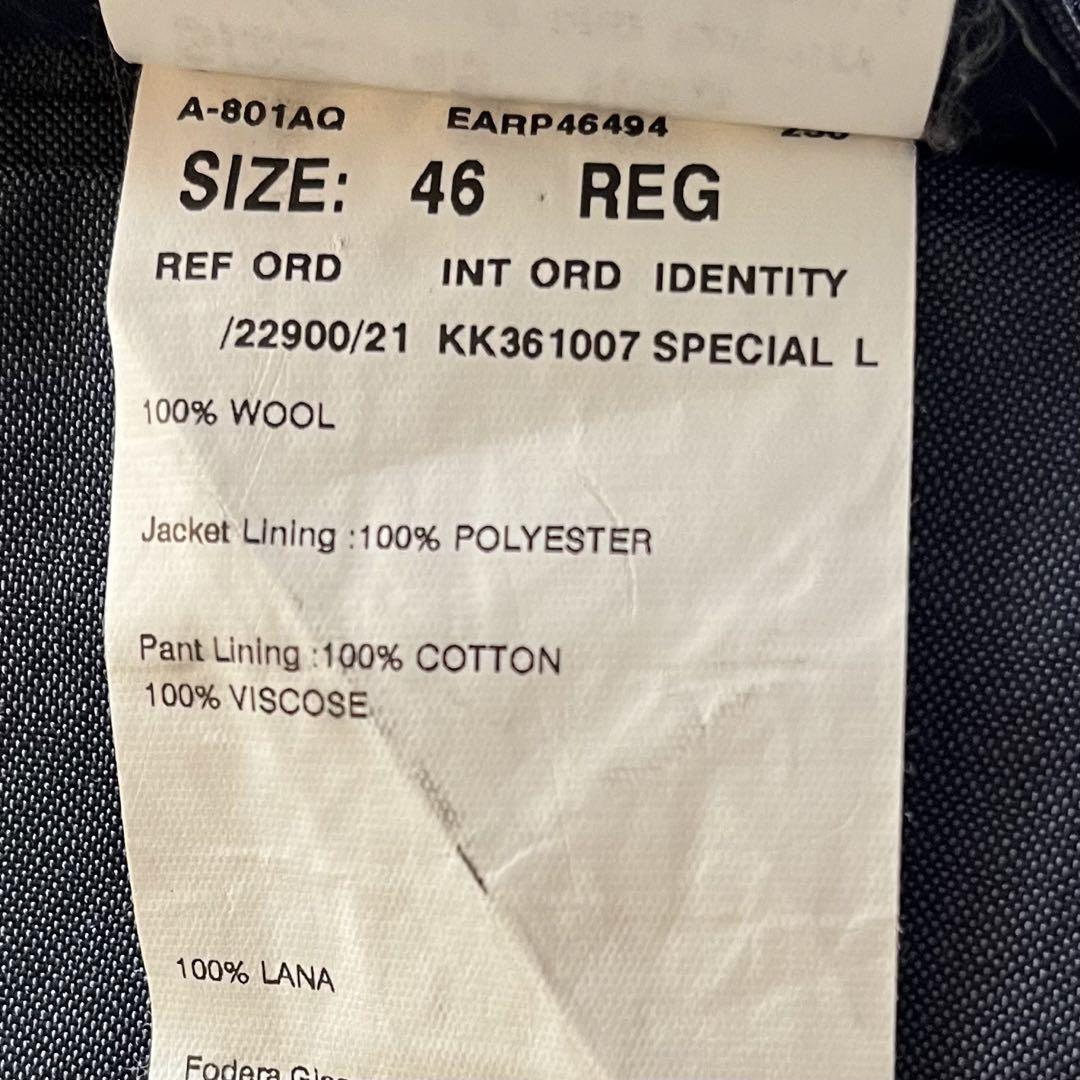 A-801AQ EARP46494
SIZE: 46 REG
REF ORD INT ORD IDENTITY
/22900/21 KK361007 SPECIAL L
100% WOOL
Jacket Lining :100% POLYESTER
Pant Lining :100% COTTON
100% VISCOSE
100% LANA
Fodera